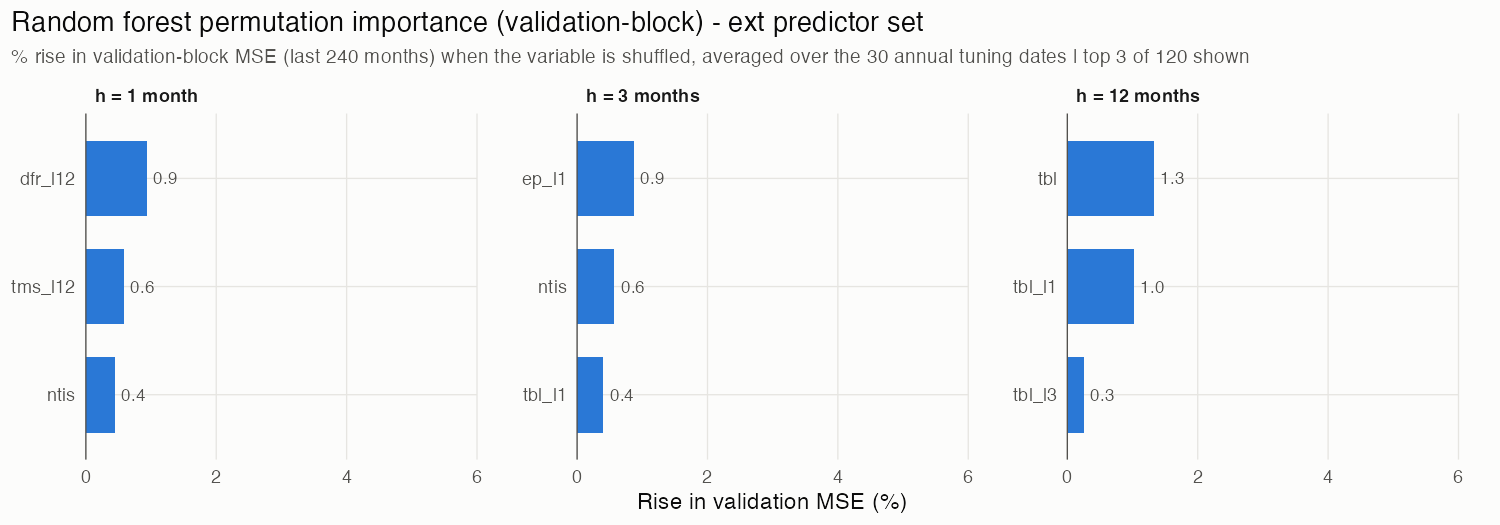 Random forest permutation importance (validation-block) - ext predictor set
% rise in validation-block MSE (last 240 months) when the variable is shuffled, averaged over the 30 annual tuning dates | top 3 of 120 shown
h = 1 month
h = 3 months
h = 12 months
dfr_l12
0.9
ep_l1
0.9
tbl
1.3
tms_l12
0.6
ntis
0.6
tbl_l1
1.0
ntis
0.4
tbl_l1
0.4
tbl_l3
0.3
0 2 4 6
0 2 4 6
0 2 4 6
Rise in validation MSE (%)